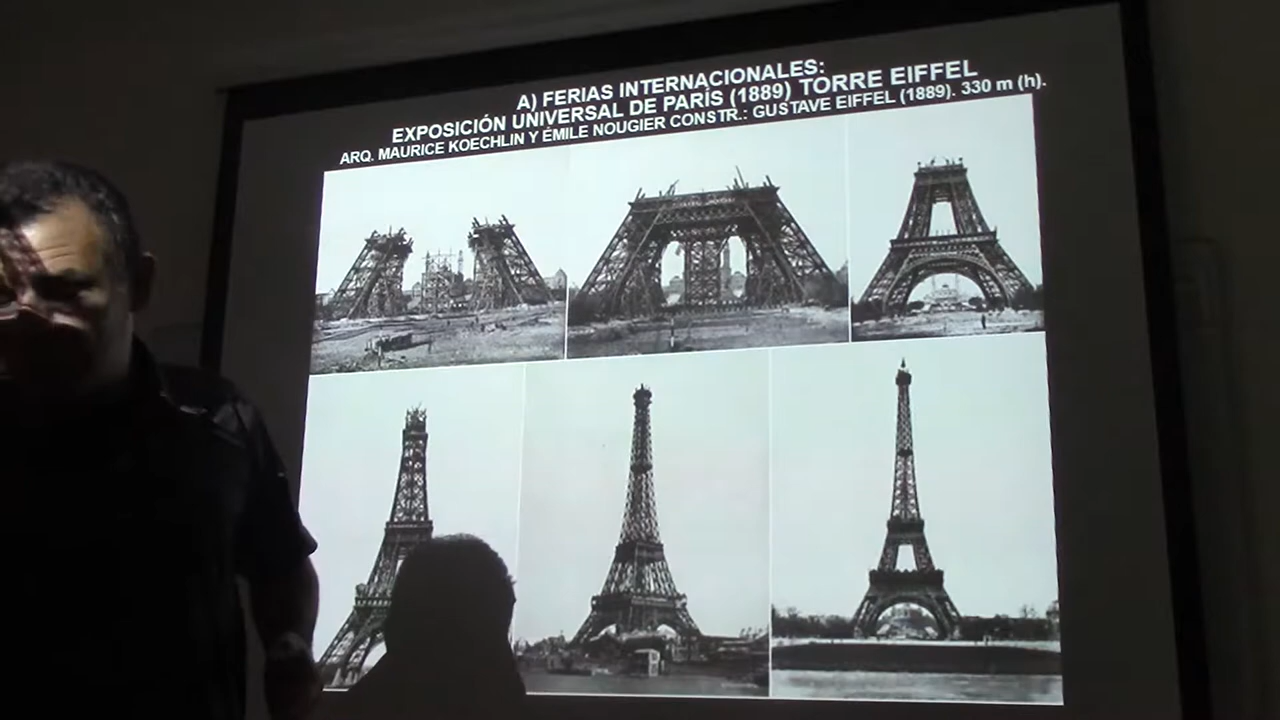 A) FERIAS INTERNACIONALES:
EXPOSICIÓN UNIVERSAL DE PARÍS (1889) TORRE EIFFEL
ARQ. MAURICE KOECHLIN Y ÉMILE NOUGIER CONSTR.: GUSTAVE EIFFEL (1889). 330 m (h).